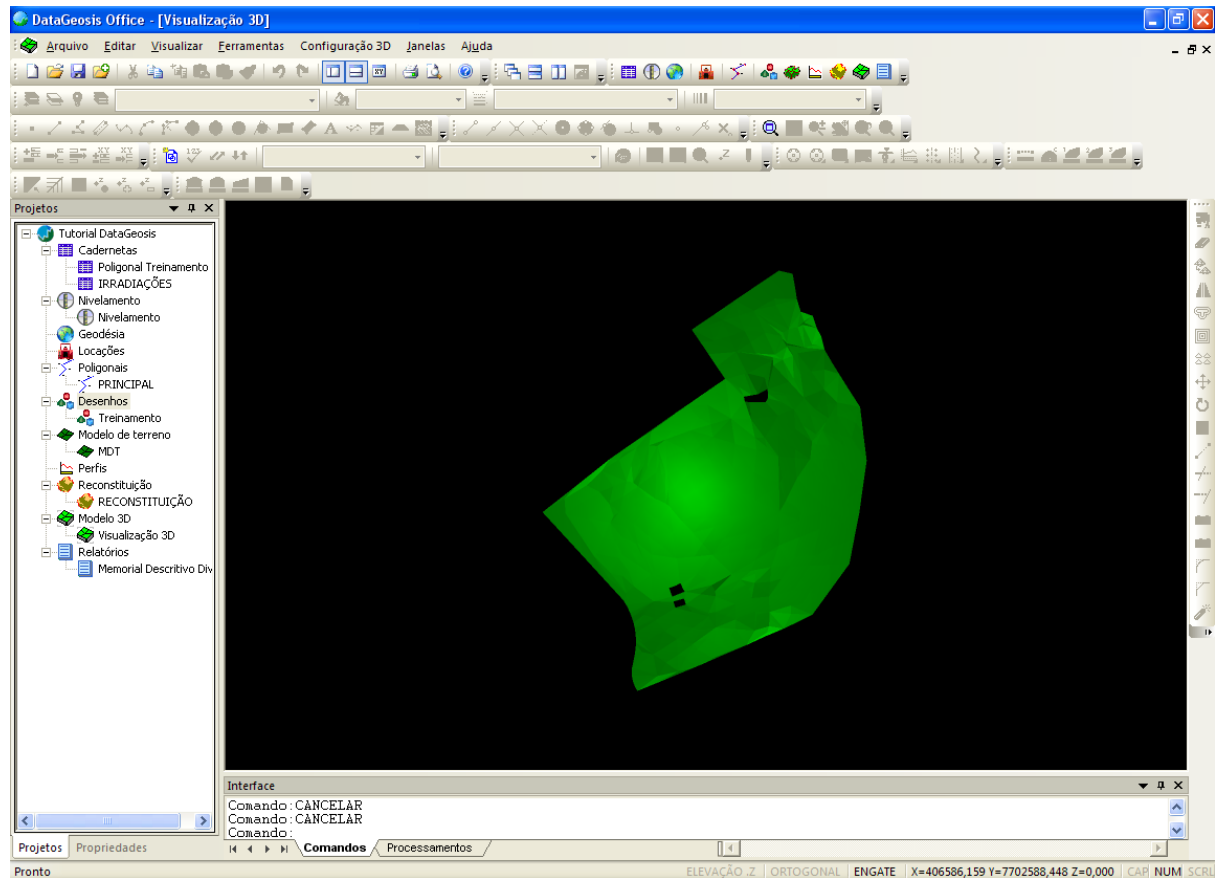 DataGeosis Office - [Visualização 3D]
Arquivo Editar Visualizar Ferramentas Configuração 3D Janelas Ajuda
Projetos
Tutorial DataGeosis
Cadernetas
Poligonal Treinamento
IRRADIAÇÕES
Nivelamento
Nivelamento
Geodésia
Locações
Poligonais
PRINCIPAL
Desenhos
Treinamento
Modelo de terreno
MDT
Perfis
Reconstituição
RECONSTITUIÇÃO
Modelo 3D
Visualização 3D
Relatórios
Memorial Descritivo Div
Projetos Propriedades
Interface
Comando:CANCELAR
Comando:CANCELAR
Comando:
Comandos Processamentos
Pronto
ELEVAÇÃO .Z ORTOGONAL ENGATE X=406586,159 Y=7702588,448 Z=0,000 CAP NUM SCRL